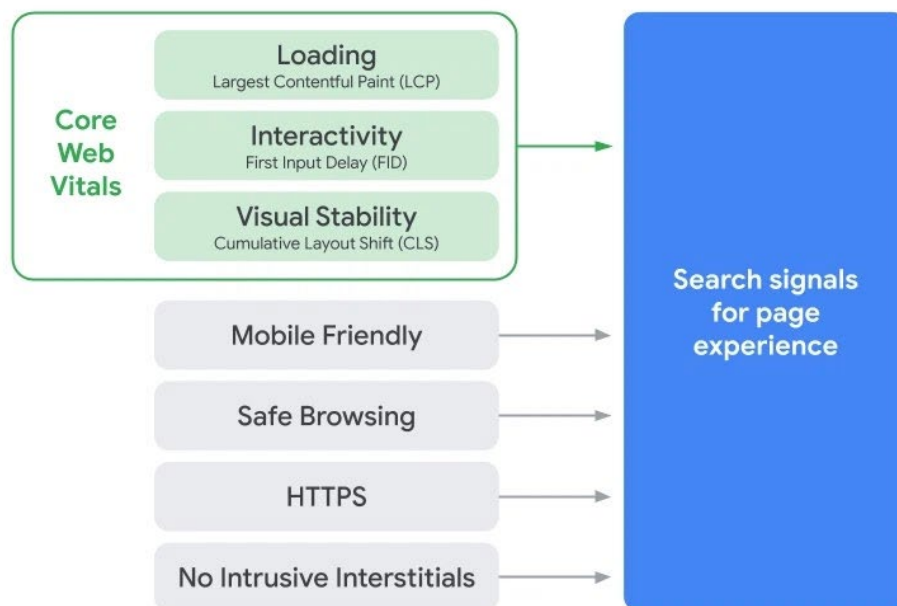 Loading
Largest Contentful Paint (LCP)
Core
Web
Vitals
Interactivity
First Input Delay (FID)
Visual Stability
Cumulative Layout Shift (CLS)
Mobile Friendly
Safe Browsing
HTTPS
No Intrusive Interstitials
Search signals
for page
experience